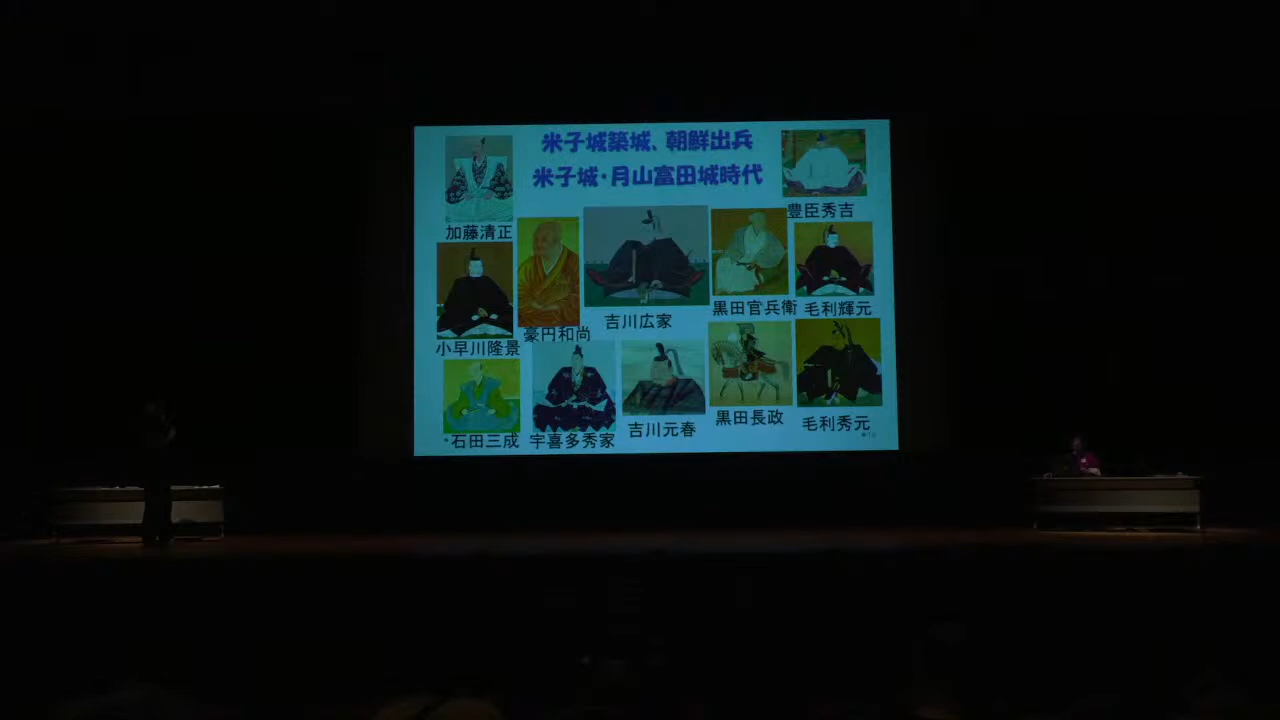 米子城築城、朝鮮出兵
米子城・月山富田城時代
加藤清正
豊臣秀吉
小早川隆景
豪円和尚
吉川広家
黒田官兵衛
毛利輝元
石田三成
宇喜多秀家
吉川元春
黒田長政
毛利秀元